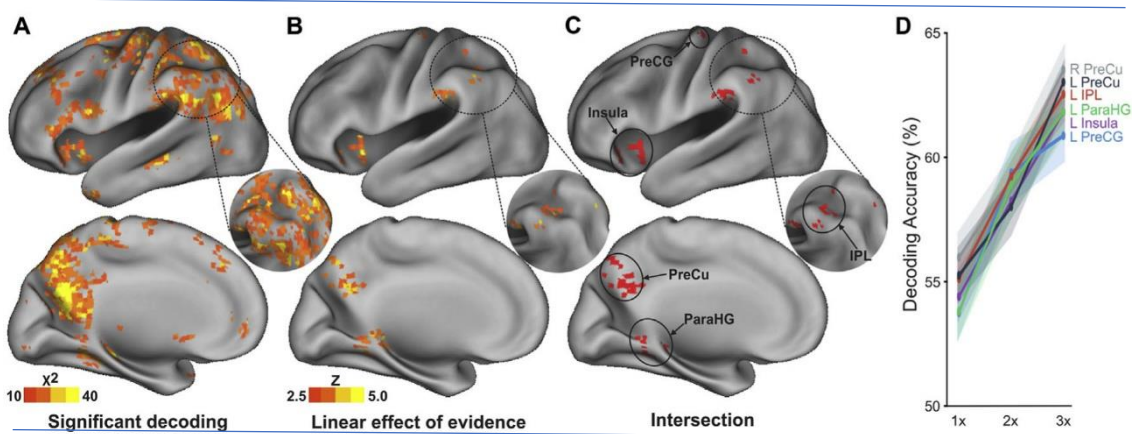 A
B
C
D
PreCG
Insula
IPL
PreCu
ParaHG
X²
10 40
Significant decoding
Z
2.5 5.0
Linear effect of evidence
Intersection
Decoding Accuracy (%)
65
60
55
50
1x 2x 3x
R PreCu
L PreCu
L IPL
L ParaHG
L Insula
L PreCG